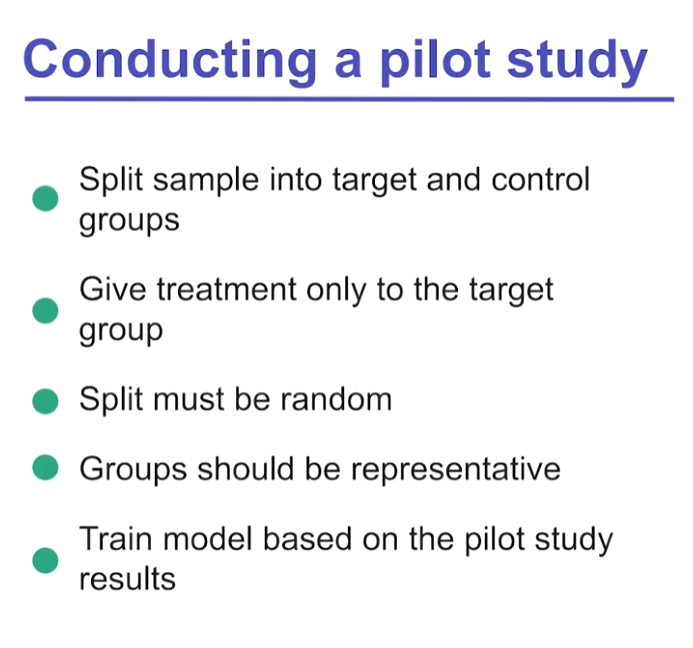 Conducting a pilot study
Split sample into target and control
groups
Give treatment only to the target
group
Split must be random
Groups should be representative
Train model based on the pilot study
results